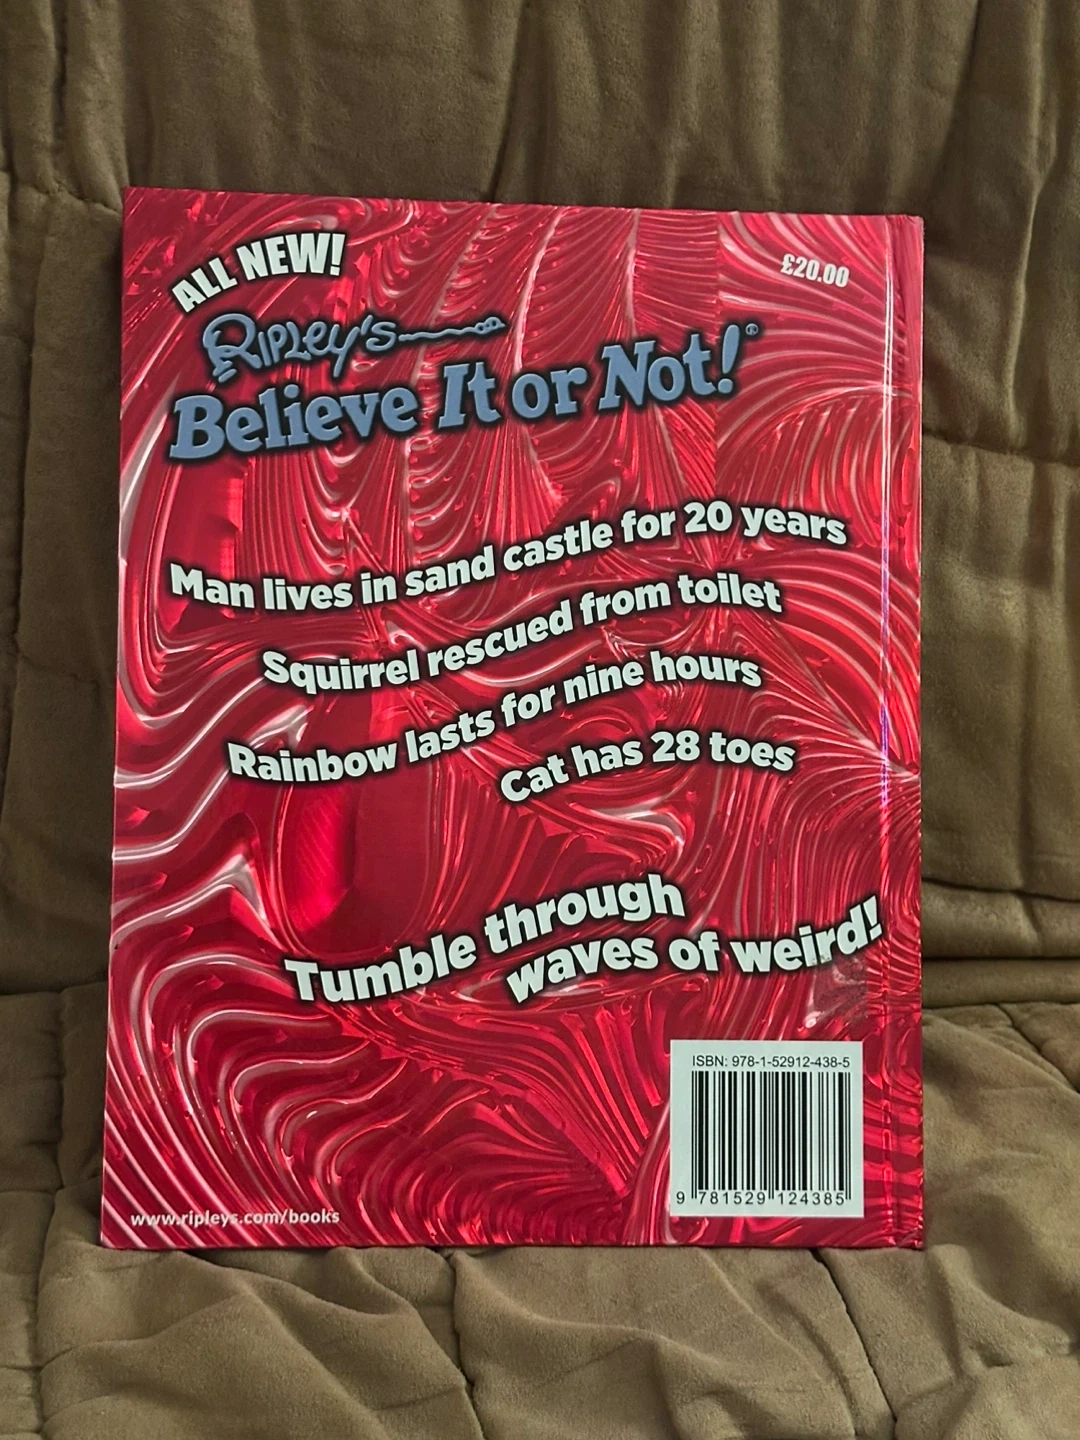 ALL NEW!
£20.00
Ripley's
Believe It or Not!®
Man lives in sand castle for 20 years
Squirrel rescued from toilet
Rainbow lasts for nine hours
Cat has 28 toes
Tumble through
waves of weird!
ISBN: 978-1-52912-438-5
9 781529 124385
www.ripleys.com/books